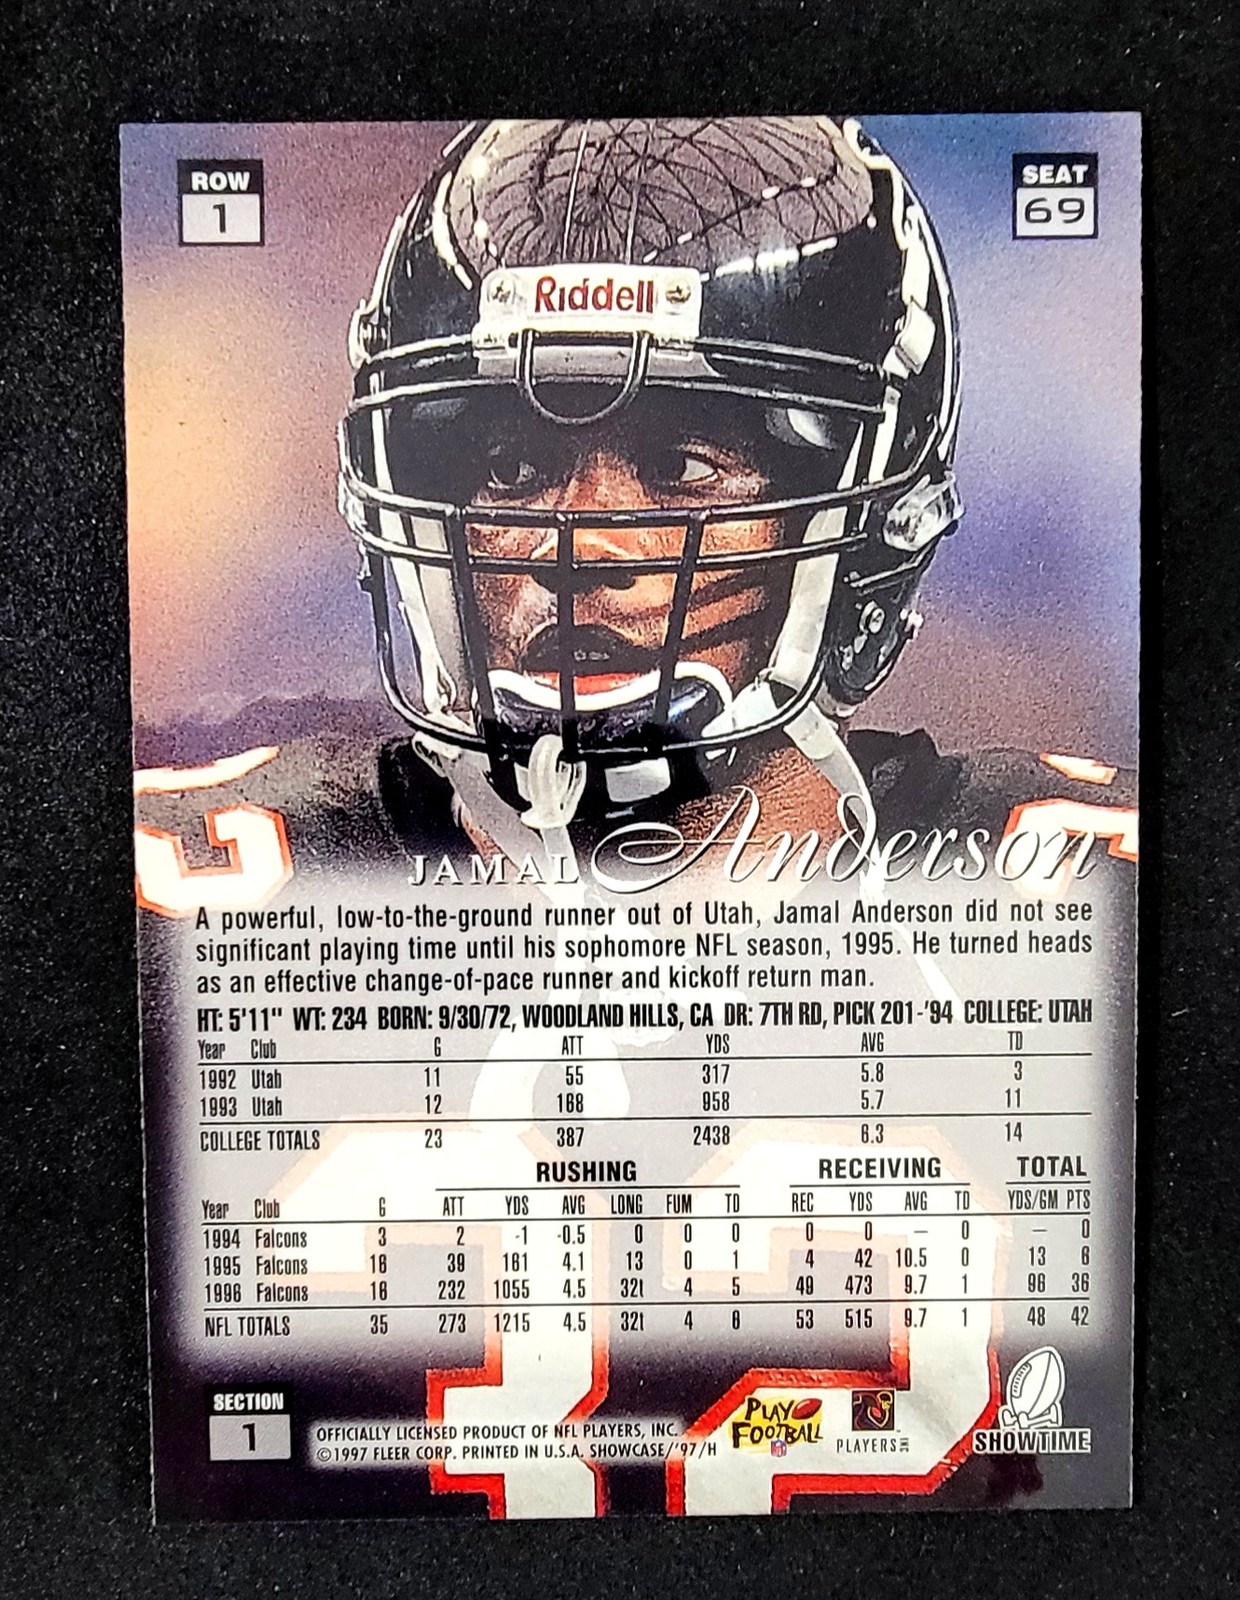 ROW
1
SEAT
69
Riddell
JAMAL Anderson
A powerful, low-to-the-ground runner out of Utah, Jamal Anderson did not see
significant playing time until his sophomore NFL season, 1995. He turned heads
as an effective change-of-pace runner and kickoff return man.
HT: 5'11" WT: 234 BORN: 9/30/72, WOODLAND HILLS, CA DR: 7TH RD, PICK 201-'94 COLLEGE: UTAH
Year Club G ATT YDS AVG TD
1992 Utah 11 55 317 5.8 3
1993 Utah 12 168 958 5.7 11
COLLEGE TOTALS 23 387 2438 6.3 14
RUSHING RECEIVING TOTAL
Year Club G ATT YDS AVG LONG FUM TD REC YDS AVG TD YDS/GM PTS
1994 Falcons 3 2 -1 -0.5 0 0 0 0 0 — 0 — 0
1995 Falcons 16 39 161 4.1 13 0 1 4 42 10.5 0 13 6
1996 Falcons 16 232 1055 4.5 32t 4 5 49 473 9.7 1 96 36
NFL TOTALS 35 273 1215 4.5 32t 4 6 53 515 9.7 1 48 42
SECTION
1
OFFICIALLY LICENSED PRODUCT OF NFL PLAYERS, INC.
©1997 FLEER CORP. PRINTED IN U.S.A. SHOWCASE/'97/H
PLAY
FOOTBALL
NFL
PLAYERS INC
SHOWTIME
32